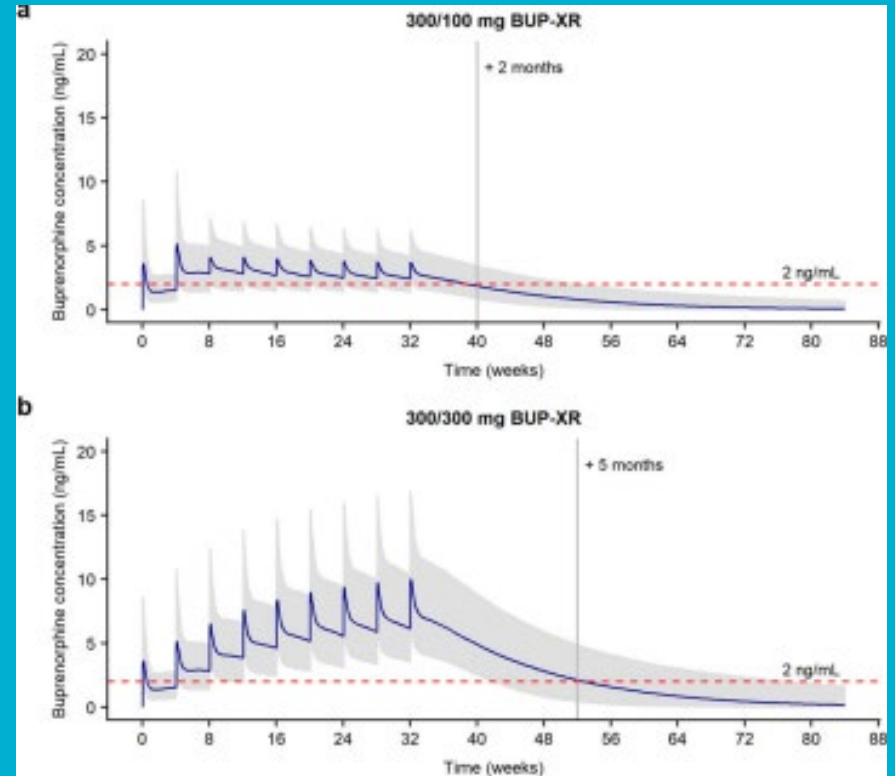 a
300/100 mg BUP-XR
Buprenorphine concentration (ng/mL)
20
15
10
5
0
+ 2 months
2 ng/mL
0 8 16 24 32 40 48 56 64 72 80 88
Time (weeks)
b
300/300 mg BUP-XR
Buprenorphine concentration (ng/mL)
20
15
10
5
0
+ 5 months
2 ng/mL
0 8 16 24 32 40 48 56 64 72 80 88
Time (weeks)